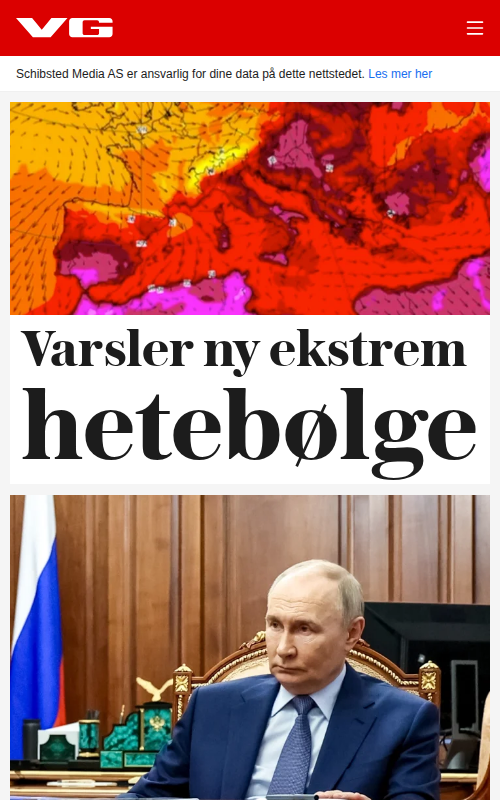 VG
Schibsted Media AS er ansvarlig for dine data på dette nettstedet. Les mer her
Varsler ny ekstrem
hetebølge